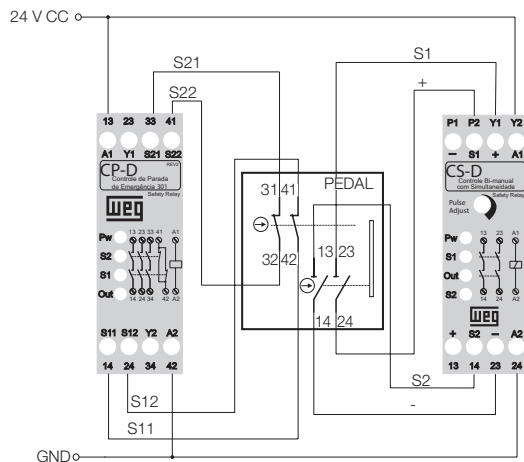 24 V CC
S21
S22
S1
+
13 23 33 41
A1 Y1 S21 S22
CP-D
REV2
Controle de Parada
de Emergência 301
Safety Relay
WEG
Pw
S2
S1
Out
13 23 33 41 A1
14 24 34 42 A2
S11 S12 Y2 A2
14 24 34 42
S12
S11
GND
31 41
PEDAL
32 42
13 23
14 24
P1 P2 Y1 Y2
– S1 + A1
CS-D
Controle Bi-manual
com Simultaneidade
Safety Relay
Pulse
Adjust
Pw
S1
Out
S2
13 23 A1
14 24 A2
WEG
+ S2 – A2
13 14 23 24
S2
-